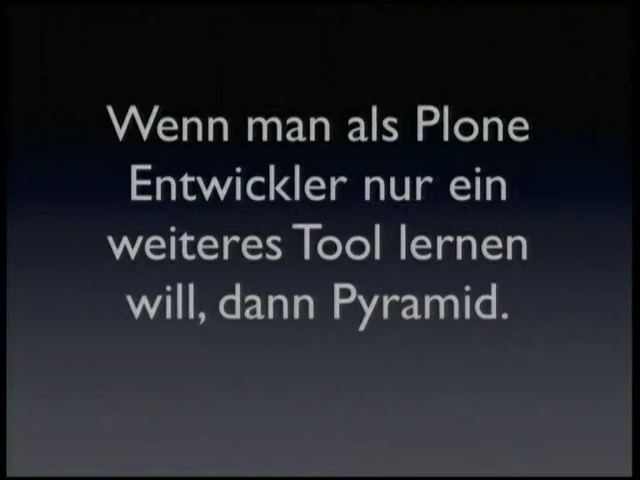 Wenn man als Plone
Entwickler nur ein
weiteres Tool lernen
will, dann Pyramid.